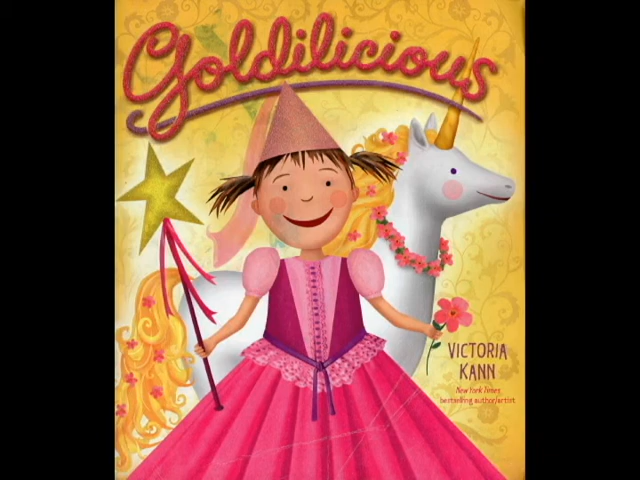 Goldilicious
VICTORIA
KANN
New York Times
bestselling author/artist